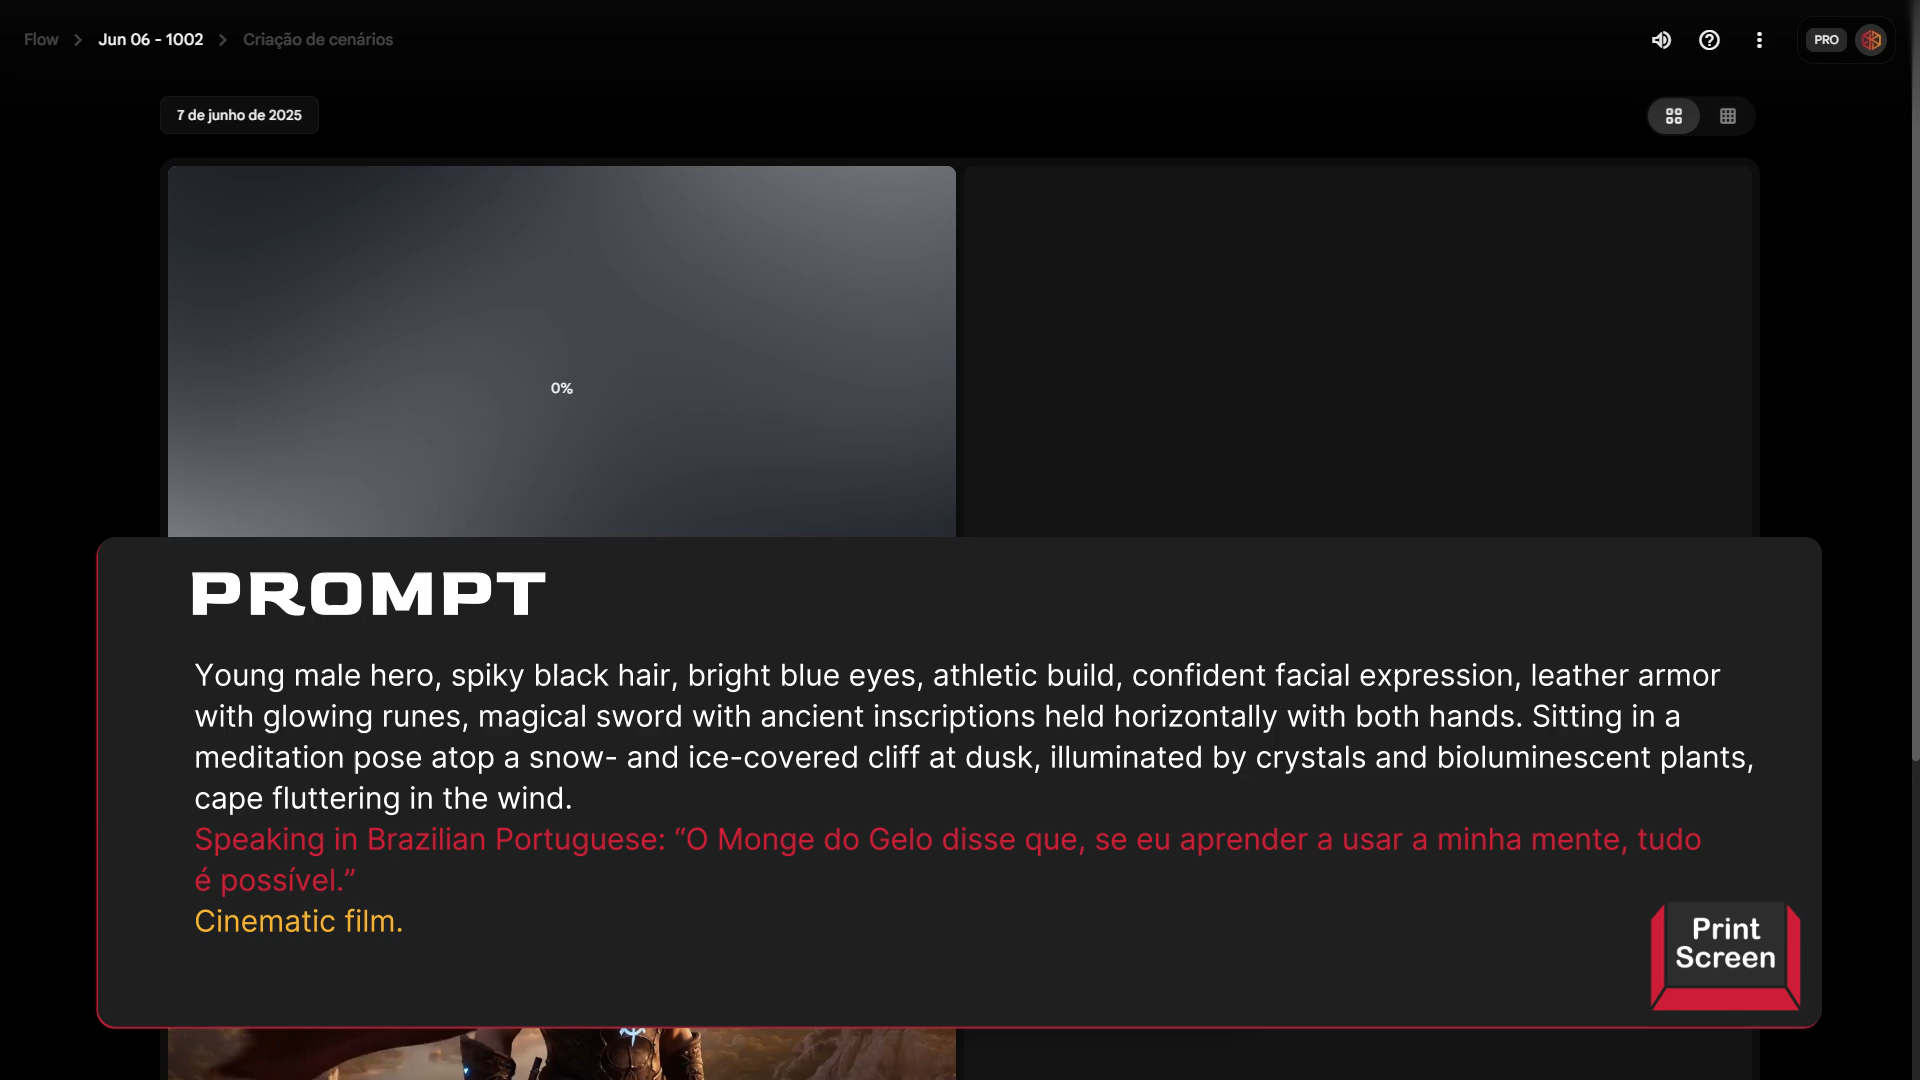 Flow > Jun 06 - 1002 > Criação de cenários
PRO
7 de junho de 2025
0%
PROMPT
Young male hero, spiky black hair, bright blue eyes, athletic build, confident facial expression, leather armor
with glowing runes, magical sword with ancient inscriptions held horizontally with both hands. Sitting in a
meditation pose atop a snow- and ice-covered cliff at dusk, illuminated by crystals and bioluminescent plants,
cape fluttering in the wind.
Speaking in Brazilian Portuguese: “O Monge do Gelo disse que, se eu aprender a usar a minha mente, tudo
é possível.”
Cinematic film.
Print
Screen